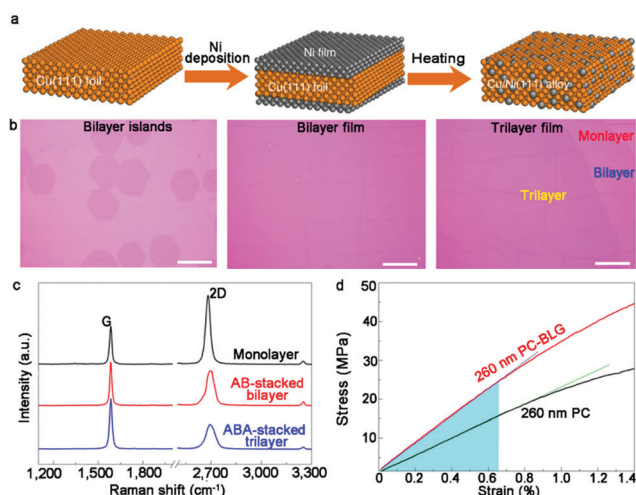 a
Ni
deposition
Heating
Cu(111) foil
Ni film
Cu(111) foil
Cu/Ni(111) alloy
b
Bilayer islands
Bilayer film
Trilayer film
Monlayer
Bilayer
Trilayer
c
Intensity (a.u.)
G
2D
Monolayer
AB-stacked
bilayer
ABA-stacked
trilayer
1,200 1,500 1,800 2,700 3,000 3,300
Raman shift (cm-1)
d
Stress (MPa)
50
40
30
20
10
260 nm PC-BLG
260 nm PC
0 0.2 0.4 0.6 0.8 1.0 1.2 1.4
Strain (%)